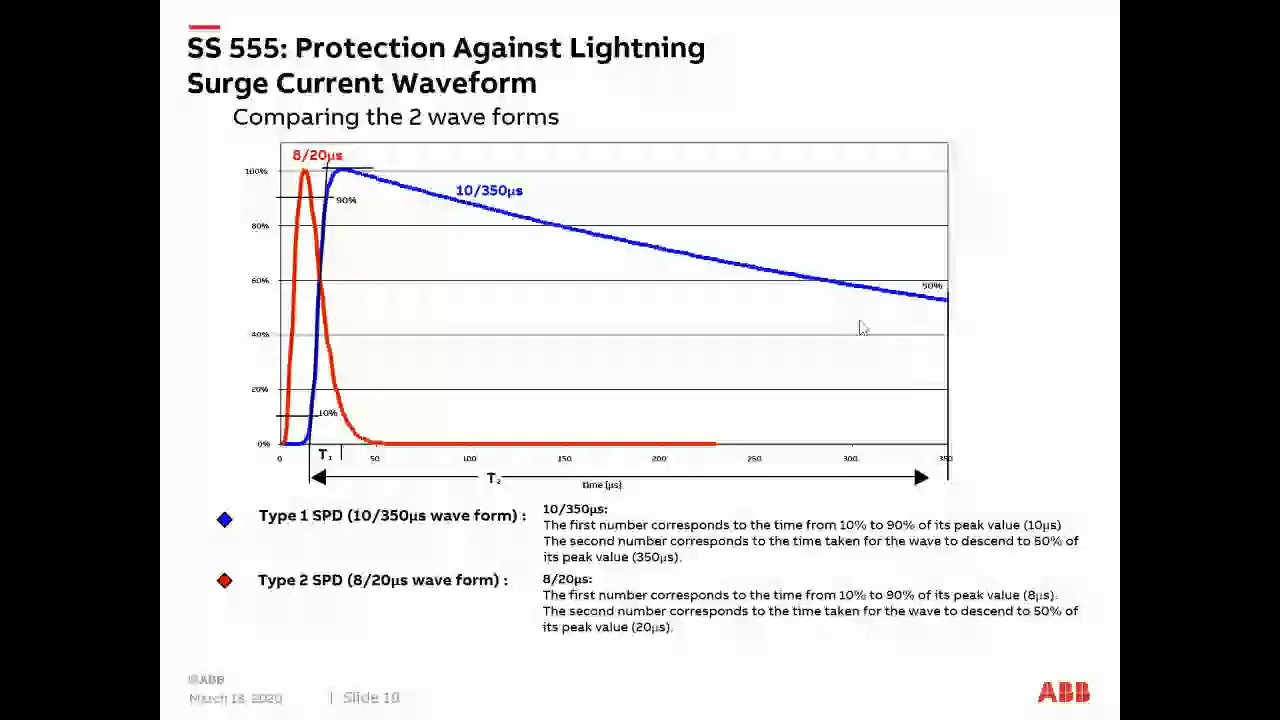 SS 555: Protection Against Lightning
Surge Current Waveform
Comparing the 2 wave forms
8/20µs
100%
10/350µs
90%
80%
60%
50%
40%
20%
10%
0%
T1
0
50
100
150
200
250
300
350
T2
time (µs)
Type 1 SPD (10/350µs wave form) :
10/350µs:
The first number corresponds to the time from 10% to 90% of its peak value (10µs)
The second number corresponds to the time taken for the wave to descend to 50% of
its peak value (350µs).
Type 2 SPD (8/20µs wave form) :
8/20µs:
The first number corresponds to the time from 10% to 90% of its peak value (8µs).
The second number corresponds to the time taken for the wave to descend to 50% of
its peak value (20µs).
©ABB
March 18, 2020 | Slide 10
ABB